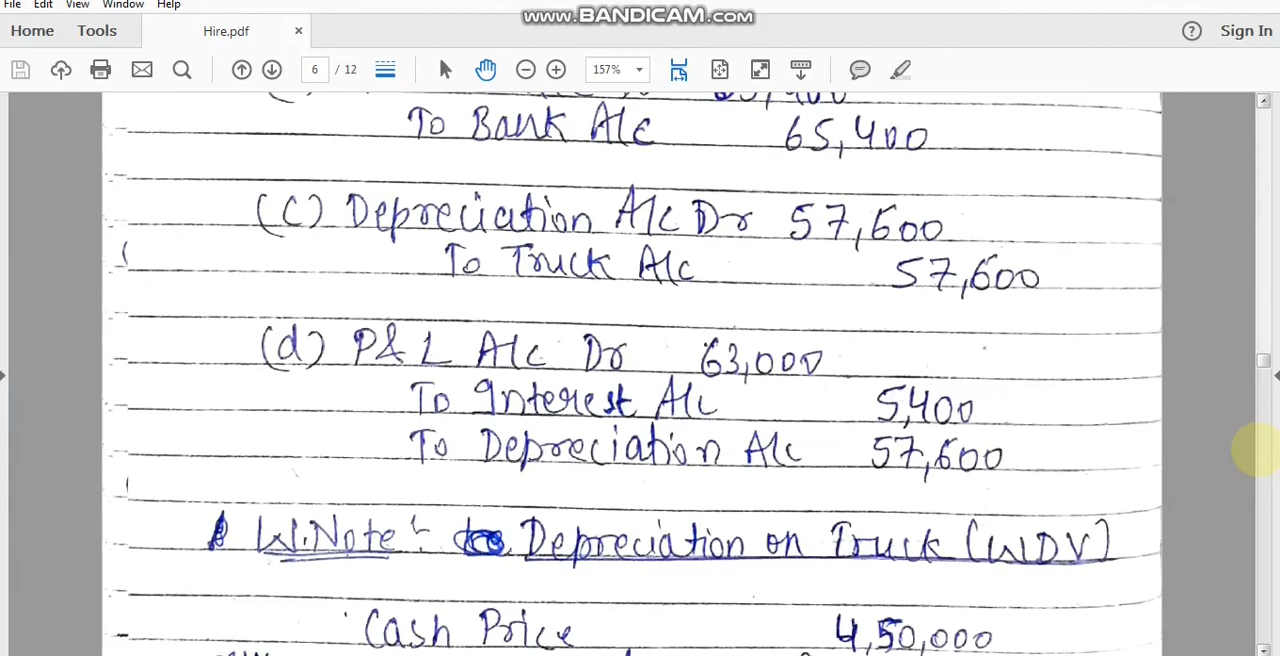 www.BANDICAM.com
File Edit View Window Help
Home Tools Hire.pdf × ? Sign In
6 / 12 157%
To Bank A/c 65,400
(C) Depreciation A/c Dr 57,600
To Truck A/c 57,600
(d) P&L A/c Dr 63,000
To Interest A/c 5,400
To Depreciation A/c 57,600
W.Note:- Depreciation on Truck (WDV)
Cash Price 4,50,000